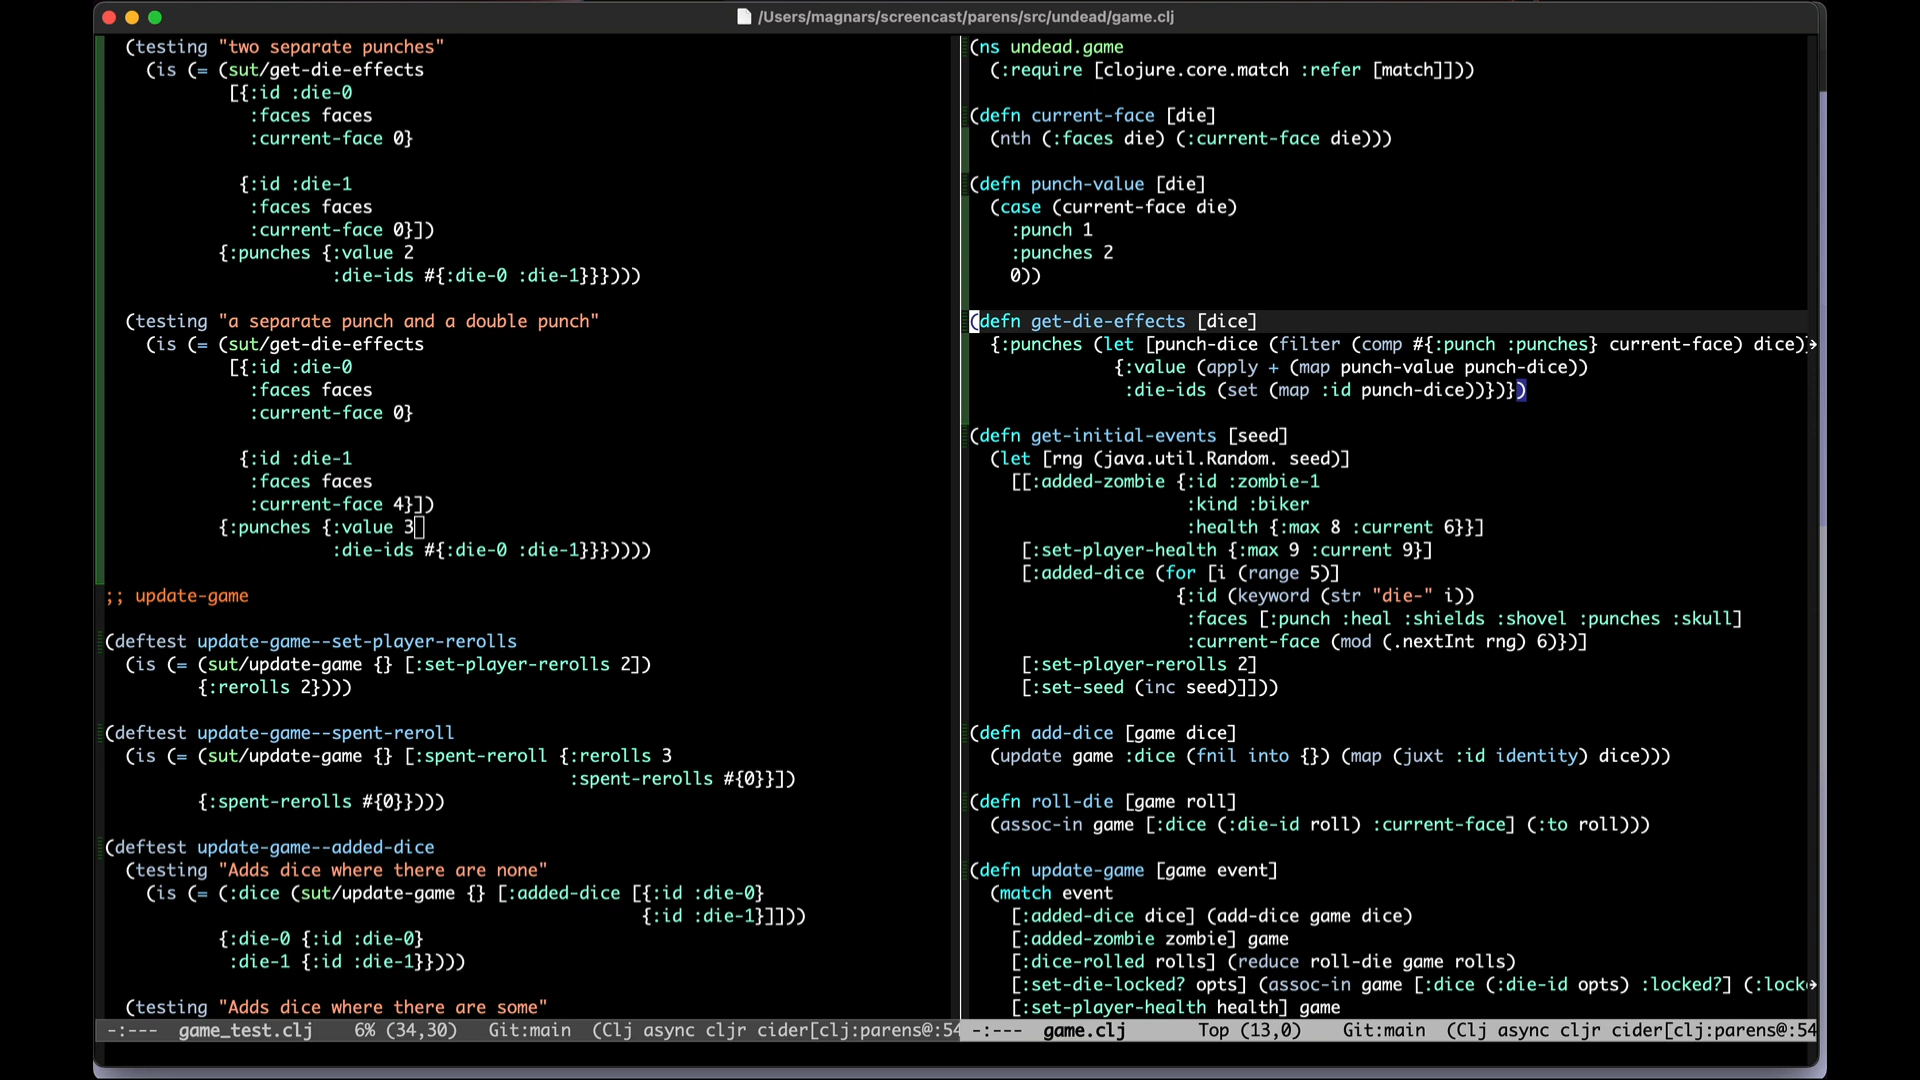 /Users/magnars/screencast/parens/src/undead/game.clj
(testing "two separate punches"
(is (= (sut/get-die-effects
[{:id :die-0
:faces faces
:current-face 0}
{:id :die-1
:faces faces
:current-face 0}])
{:punches {:value 2
:die-ids #{:die-0 :die-1}}})))
(testing "a separate punch and a double punch"
(is (= (sut/get-die-effects
[{:id :die-0
:faces faces
:current-face 0}
{:id :die-1
:faces faces
:current-face 4}])
{:punches {:value 3
:die-ids #{:die-0 :die-1}}}))))
;; update-game
(deftest update-game--set-player-rerolls
(is (= (sut/update-game {} [:set-player-rerolls 2])
{:rerolls 2})))
(deftest update-game--spent-reroll
(is (= (sut/update-game {} [:spent-reroll {:rerolls 3
:spent-rerolls #{0}}])
{:spent-rerolls #{0}})))
(deftest update-game--added-dice
(testing "Adds dice where there are none"
(is (= (:dice (sut/update-game {} [:added-dice [{:id :die-0}
{:id :die-1}]]))
{:die-0 {:id :die-0}
:die-1 {:id :die-1}})))
(testing "Adds dice where there are some"
-:--- game_test.clj 6% (34,30) Git:main (Clj async cljr cider[clj:parens@:54
(ns undead.game
(:require [clojure.core.match :refer [match]]))
(defn current-face [die]
(nth (:faces die) (:current-face die)))
(defn punch-value [die]
(case (current-face die)
:punch 1
:punches 2
0))
(defn get-die-effects [dice]
{:punches (let [punch-dice (filter (comp #{:punch :punches} current-face) dice)]
{:value (apply + (map punch-value punch-dice))
:die-ids (set (map :id punch-dice))})})
(defn get-initial-events [seed]
(let [rng (java.util.Random. seed)]
[[:added-zombie {:id :zombie-1
:kind :biker
:health {:max 8 :current 6}}]
[:set-player-health {:max 9 :current 9}]
[:added-dice (for [i (range 5)]
{:id (keyword (str "die-" i))
:faces [:punch :heal :shields :shovel :punches :skull]
:current-face (mod (.nextInt rng) 6)})]
[:set-player-rerolls 2]
[:set-seed (inc seed)]]))
(defn add-dice [game dice]
(update game :dice (fnil into {}) (map (juxt :id identity) dice)))
(defn roll-die [game roll]
(assoc-in game [:dice (:die-id roll) :current-face] (:to roll)))
(defn update-game [game event]
(match event
[:added-dice dice] (add-dice game dice)
[:added-zombie zombie] game
[:dice-rolled rolls] (reduce roll-die game rolls)
[:set-die-locked? opts] (assoc-in game [:dice (:die-id opts) :locked?] (:lock
[:set-player-health health] game
-:--- game.clj Top (13,0) Git:main (Clj async cljr cider[clj:parens@:54